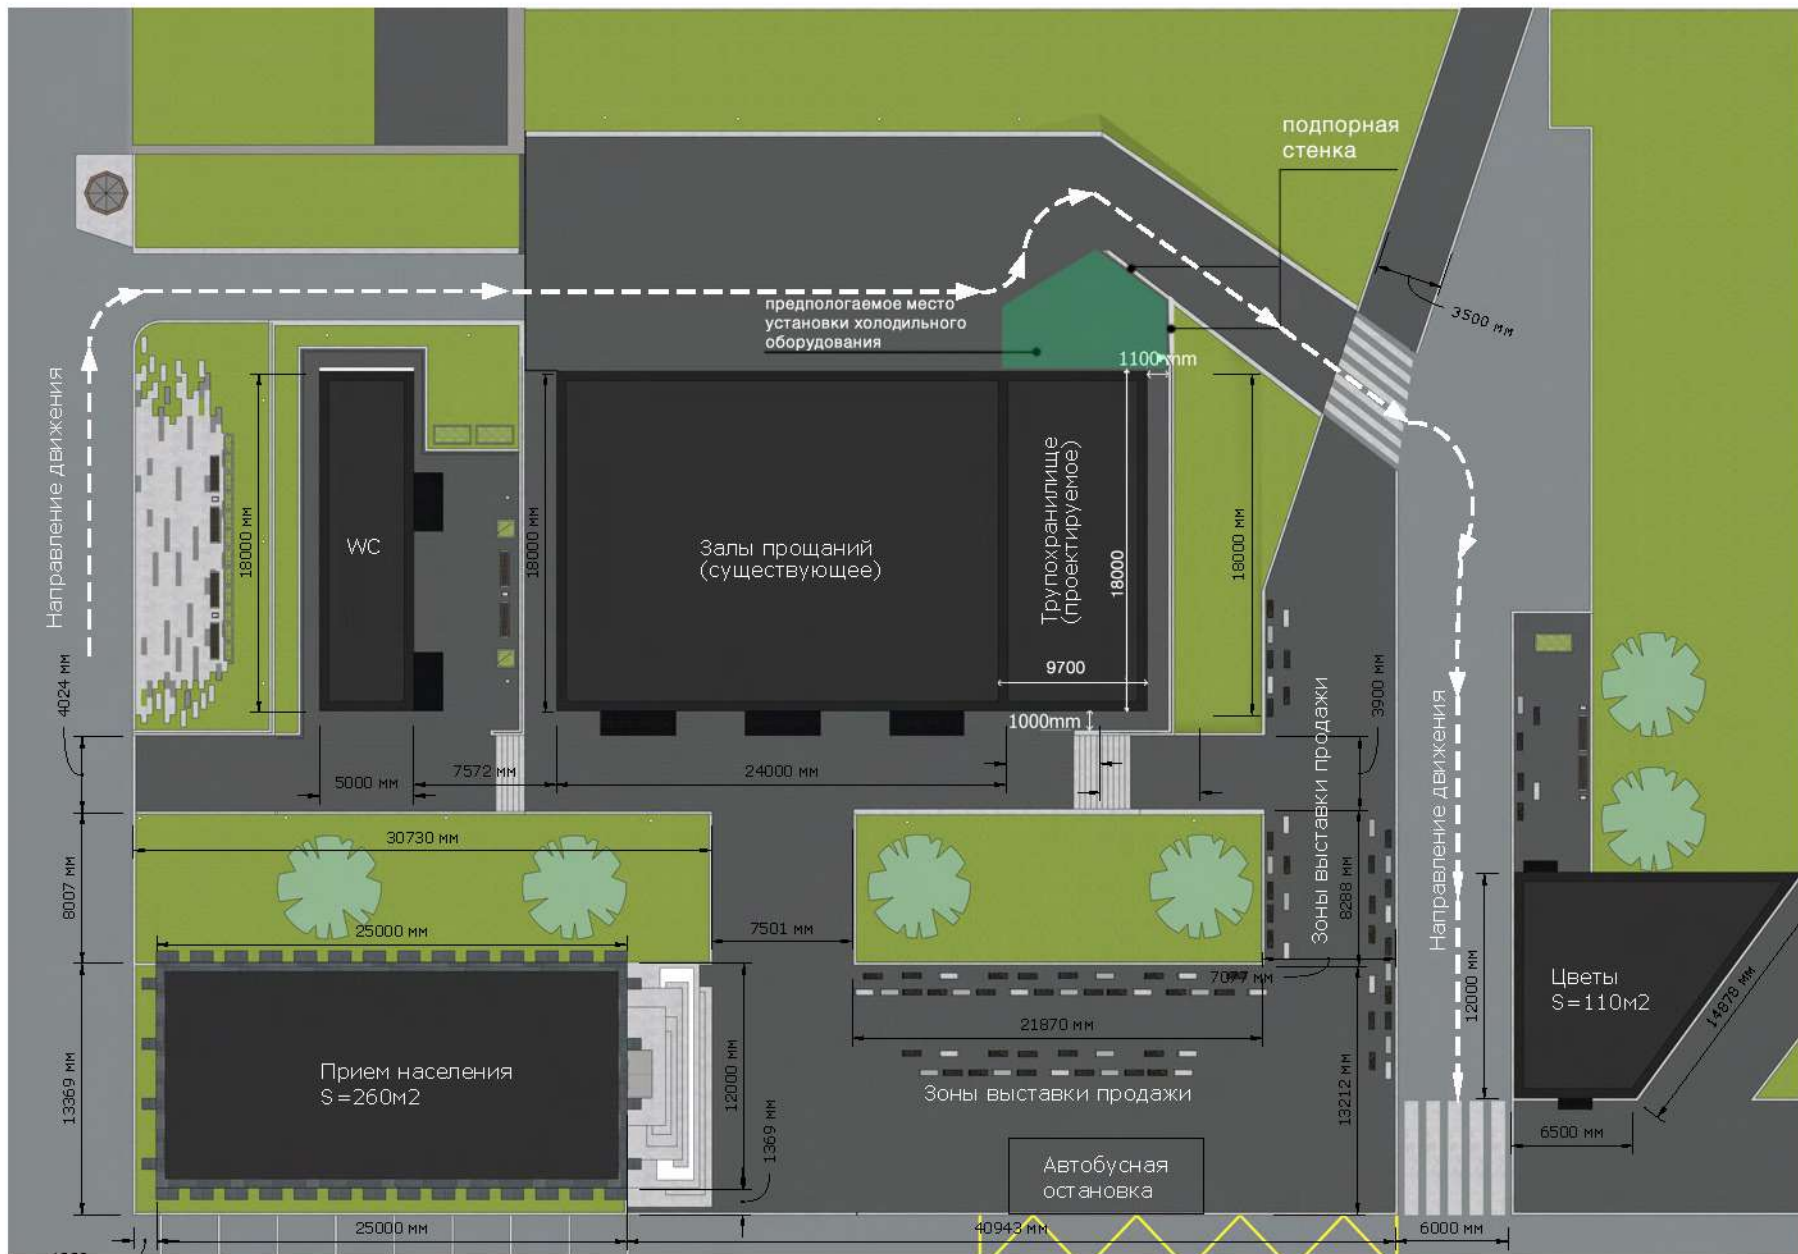 подпорная
стенка
3500 мм
предпологаемое место
установки холодильного
оборудования
1100 mm
Направление движения
WC
18000 мм
18000 мм
Залы прощаний
(существующее)
Трупохранилище
(проектируемое)
18000
9700
18000 мм
1000mm
4024 мм
5000 мм
7572 мм
24000 мм
3900 мм
Зоны выставки продажи
Направление движения
30730 мм
8007 мм
8288 мм
25000 мм
7501 мм
7077 мм
21870 мм
Цветы
S=110м2
12000 мм
14878 мм
Прием населения
S=260м2
13369 мм
12000 мм
1369 мм
Зоны выставки продажи
13212 мм
6500 мм
Автобусная
остановка
25000 мм
40943 мм
6000 мм